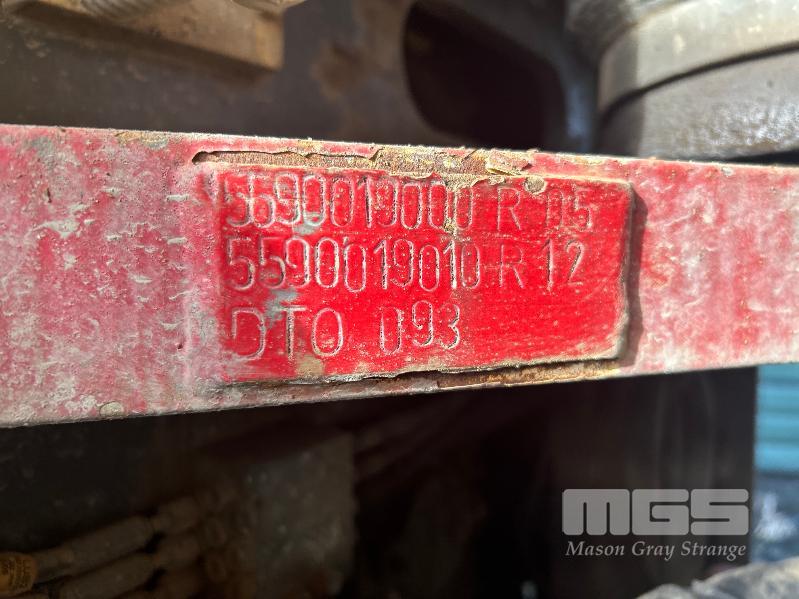 5590019000 R 05
5590019010-R 12
DTO 093
MGS
Mason Gray Strange